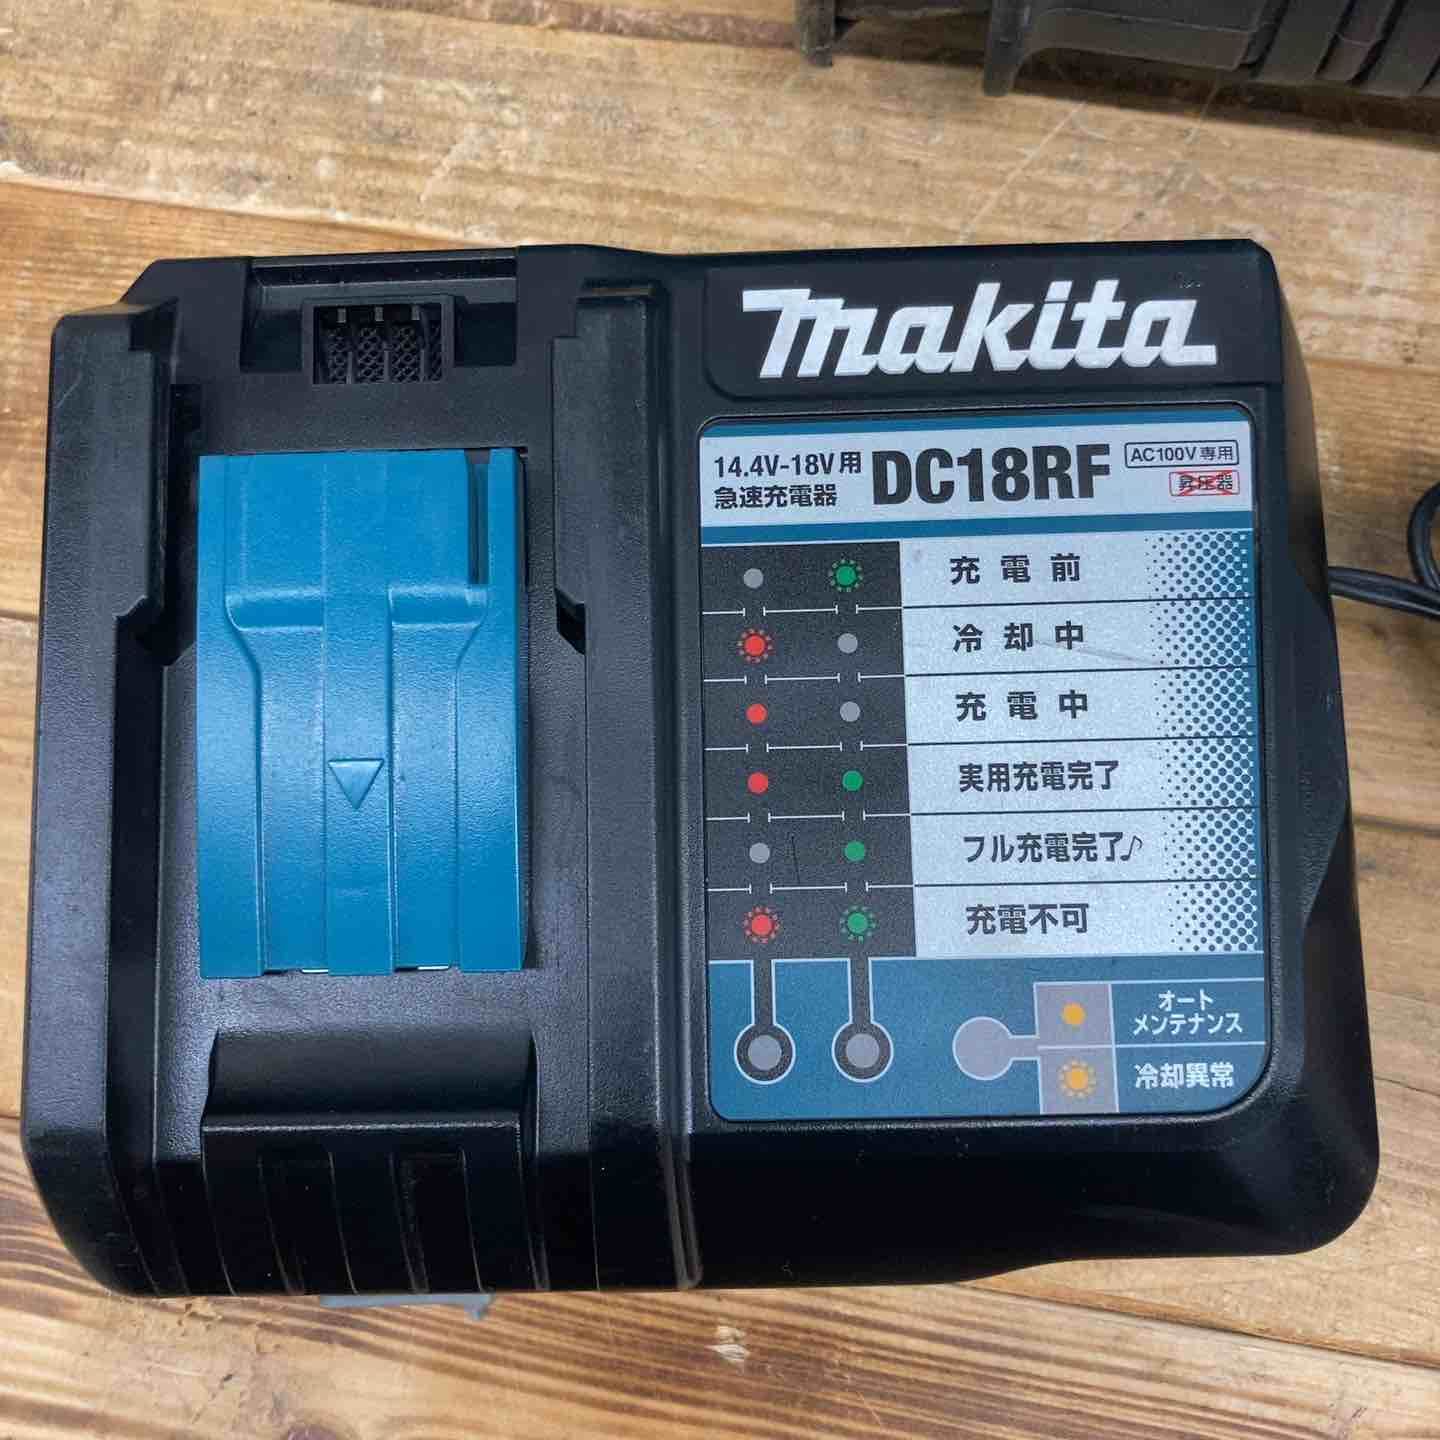 makita
14.4V-18V用
急速充電器
DC18RF
AC100V専用
昇圧器
充電前
冷却中
充電中
実用充電完了
フル充電完了♪
充電不可
オート
メンテナンス
冷却異常